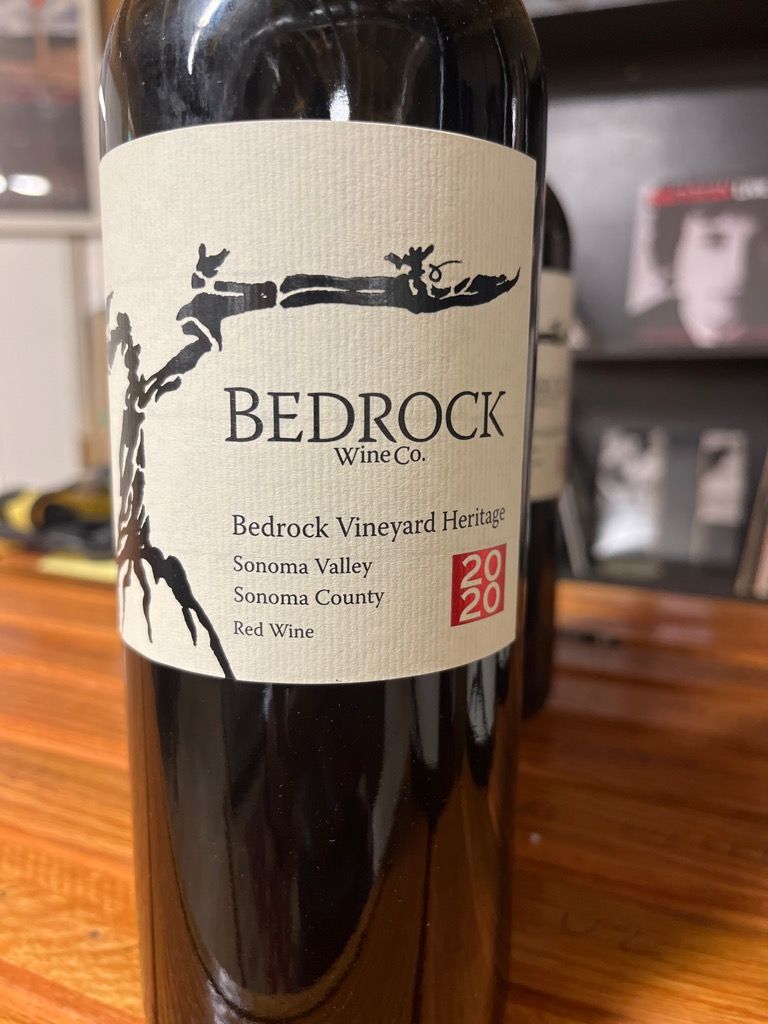 BEDROCK
Wine Co.
Bedrock Vineyard Heritage
Sonoma Valley
Sonoma County
Red Wine
20
20